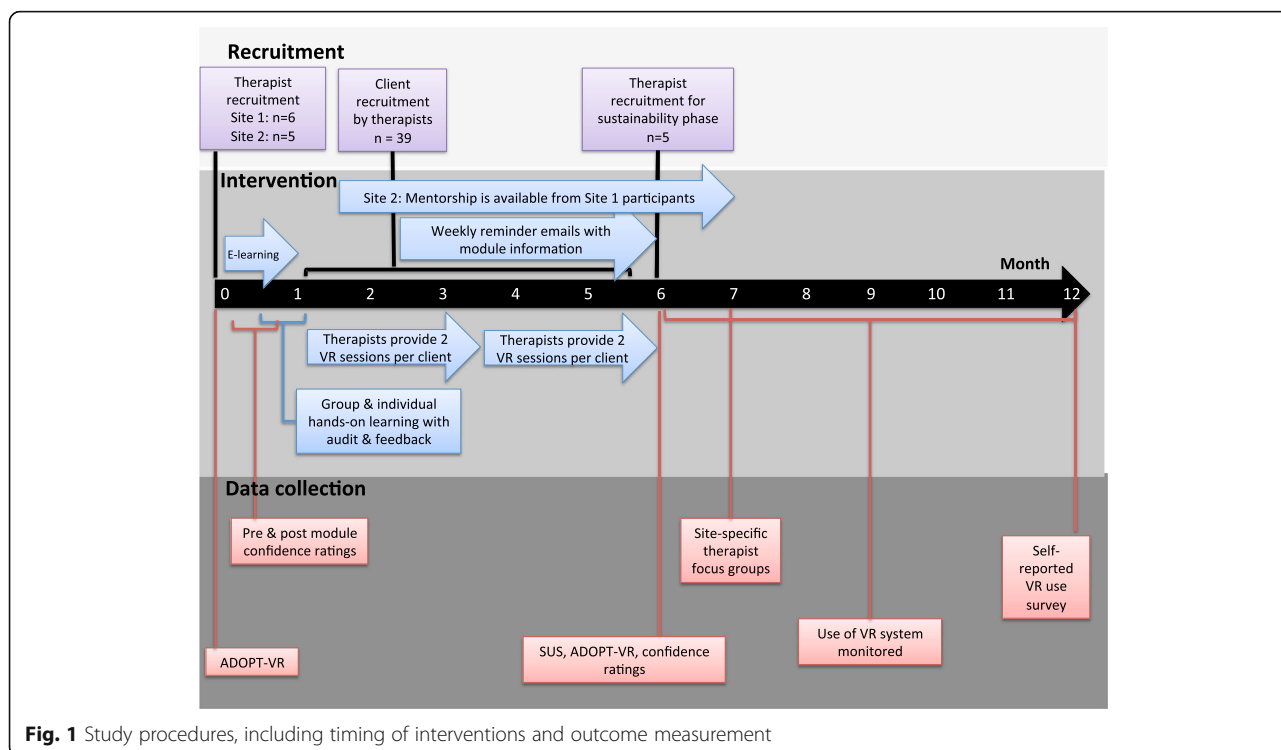 Recruitment
Therapist
recruitment
Site 1: n=6
Site 2: n=5
Client
recruitment
by therapists
n = 39
Therapist
recruitment for
sustainability phase
n=5
Intervention
Site 2: Mentorship is available from Site 1 participants
Weekly reminder emails with
module information
E-learning
Month
0 1 2 3 4 5 6 7 8 9 10 11 12
Therapists provide 2
VR sessions per client
Therapists provide 2
VR sessions per client
Group & individual
hands-on learning with
audit & feedback
Data collection
Pre & post module
confidence ratings
Site-specific
therapist
focus groups
Self-
reported
VR use
survey
Use of VR system
monitored
SUS, ADOPT-VR, confidence
ratings
ADOPT-VR
Fig. 1 Study procedures, including timing of interventions and outcome measurement